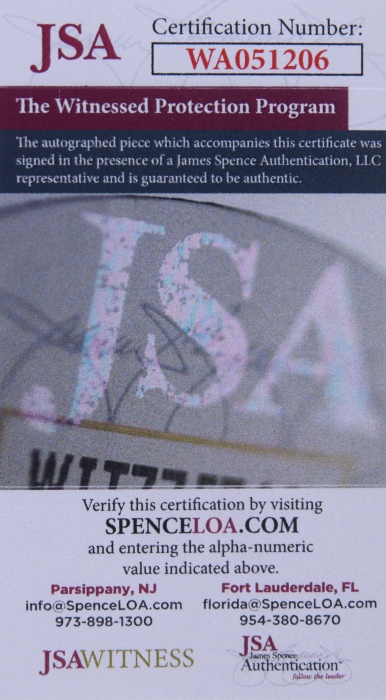 JSA
Certification Number:
WA051206
The Witnessed Protection Program
The autographed piece which accompanies this certificate was
signed in the presence of a James Spence Authentication, LLC
representative and is guaranteed to be authentic.
JSA
Verify this certification by visiting
SPENCELOA.COM
and entering the alpha-numeric
value indicated above.
Parsippany, NJ
info@SpenceLOA.com
973-898-1300
Fort Lauderdale, FL
florida@SpenceLOA.com
954-380-8670
JSAWITNESS
JSA
James Spence
Authentication
follow the leader